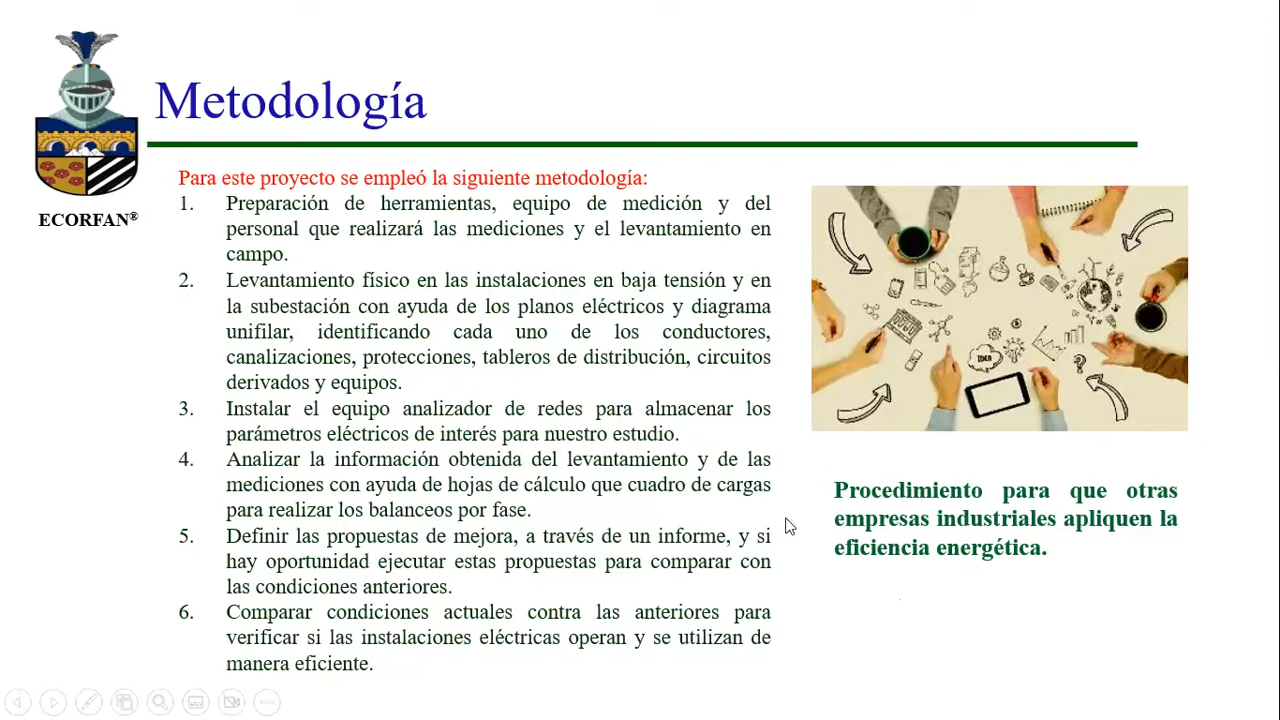 Metodología
ECORFAN®
Para este proyecto se empleó la siguiente metodología:
1. Preparación de herramientas, equipo de medición y del
personal que realizará las mediciones y el levantamiento en
campo.
2. Levantamiento físico en las instalaciones en baja tensión y en
la subestación con ayuda de los planos eléctricos y diagrama
unifilar, identificando cada uno de los conductores,
canalizaciones, protecciones, tableros de distribución, circuitos
derivados y equipos.
3. Instalar el equipo analizador de redes para almacenar los
parámetros eléctricos de interés para nuestro estudio.
4. Analizar la información obtenida del levantamiento y de las
mediciones con ayuda de hojas de cálculo que cuadro de cargas
para realizar los balanceos por fase.
5. Definir las propuestas de mejora, a través de un informe, y si
hay oportunidad ejecutar estas propuestas para comparar con
las condiciones anteriores.
6. Comparar condiciones actuales contra las anteriores para
verificar si las instalaciones eléctricas operan y se utilizan de
manera eficiente.
IDEA
Procedimiento para que otras
empresas industriales apliquen la
eficiencia energética.